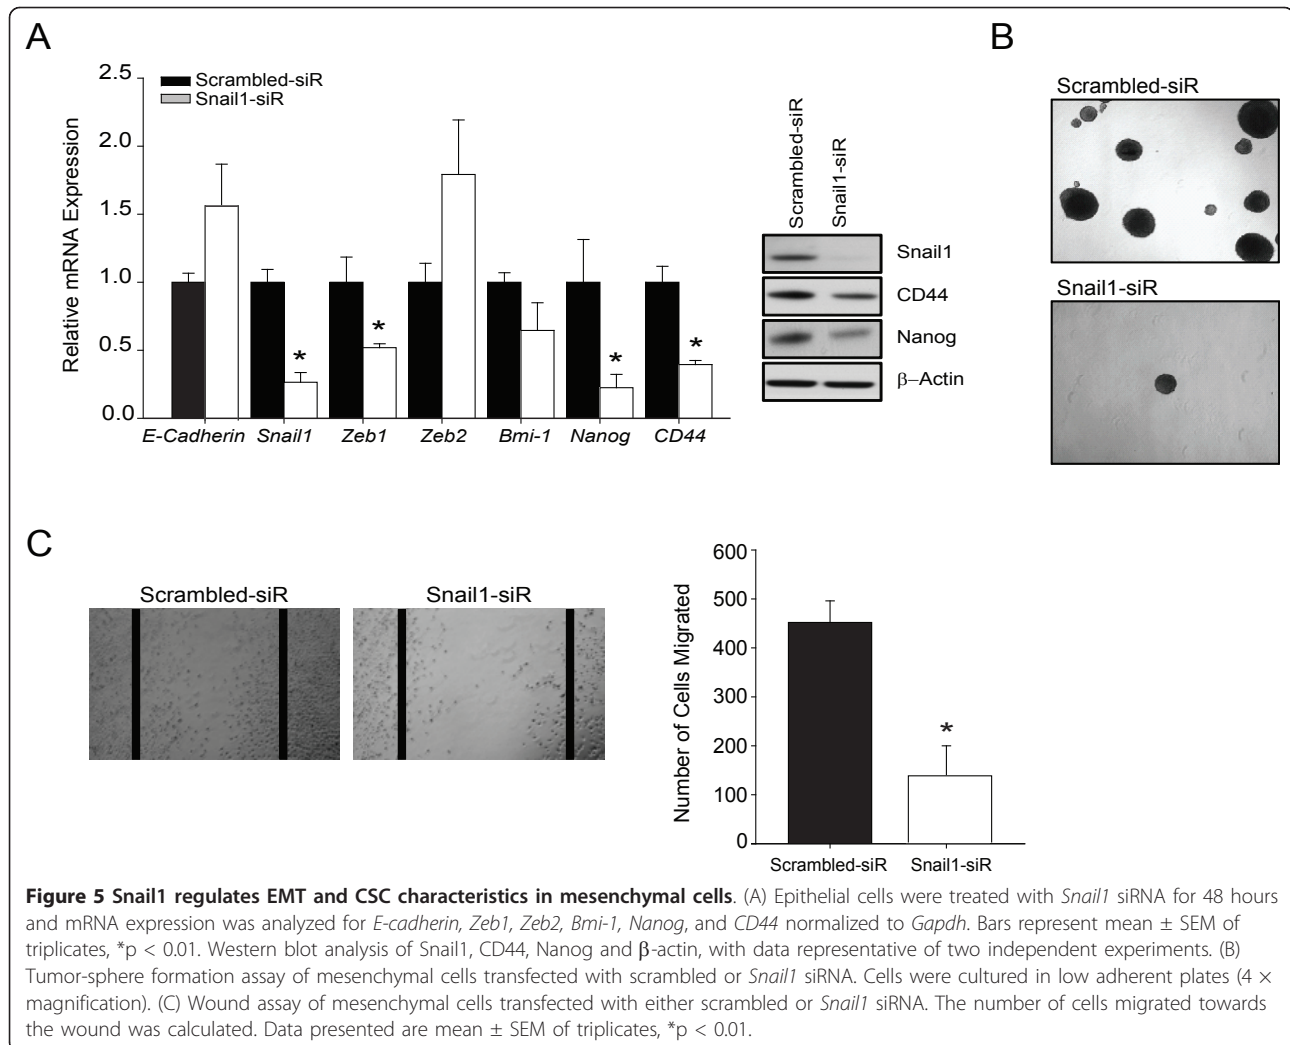 A
2.5
2.0
1.5
1.0
0.5
0.0
Relative mRNA Expression
Scrambled-siR
Snail1-siR
*
*
*
*
E-Cadherin Snail1 Zeb1 Zeb2 Bmi-1 Nanog CD44
Scrambled-siR
Snail1-siR
Snail1
CD44
Nanog
β–Actin
B
Scrambled-siR
Snail1-siR
C
Scrambled-siR
Snail1-siR
600
500
400
300
200
100
0
Number of Cells Migrated
*
Scrambled-siR Snail1-siR
Figure 5 Snail1 regulates EMT and CSC characteristics in mesenchymal cells. (A) Epithelial cells were treated with Snail1 siRNA for 48 hours
and mRNA expression was analyzed for E-cadherin, Zeb1, Zeb2, Bmi-1, Nanog, and CD44 normalized to Gapdh. Bars represent mean ± SEM of
triplicates, *p < 0.01. Western blot analysis of Snail1, CD44, Nanog and β-actin, with data representative of two independent experiments. (B)
Tumor-sphere formation assay of mesenchymal cells transfected with scrambled or Snail1 siRNA. Cells were cultured in low adherent plates (4 ×
magnification). (C) Wound assay of mesenchymal cells transfected with either scrambled or Snail1 siRNA. The number of cells migrated towards
the wound was calculated. Data presented are mean ± SEM of triplicates, *p < 0.01.